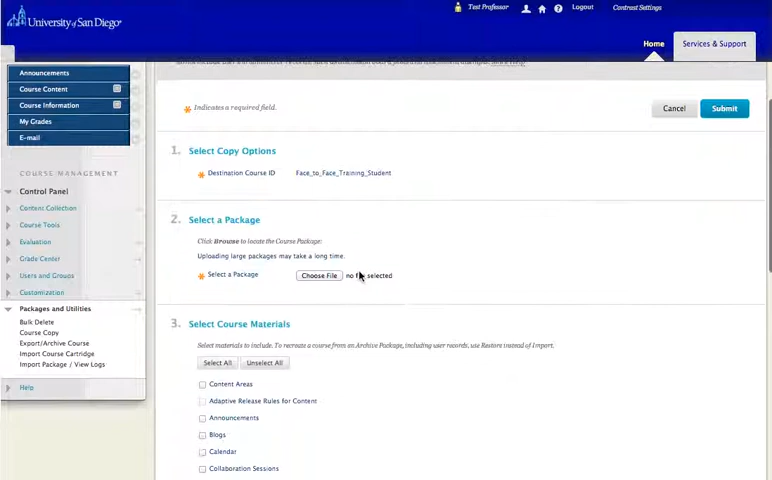 University of San Diego
Test Professor
Logout
Contrast Settings
Home
Services & Support
Announcements
Course Content
Course Information
My Grades
E-mail
COURSE MANAGEMENT
Control Panel
Content Collection
Course Tools
Evaluation
Grade Center
Users and Groups
Customization
Packages and Utilities
Bulk Delete
Course Copy
Export/Archive Course
Import Course Cartridge
Import Package / View Logs
Help
Indicates a required field.
Cancel
Submit
1. Select Copy Options
Destination Course ID
Face_to_Face_Training_Student
2. Select a Package
Click Browse to locate the Course Package:
Uploading large packages may take a long time.
Select a Package
Choose File
no selected
3. Select Course Materials
Select materials to include. To recreate a course from an Archive Package, including user records, use Restore instead of Import.
Select All
Unselect All
Content Areas
Adaptive Release Rules for Content
Announcements
Blogs
Calendar
Collaboration Sessions